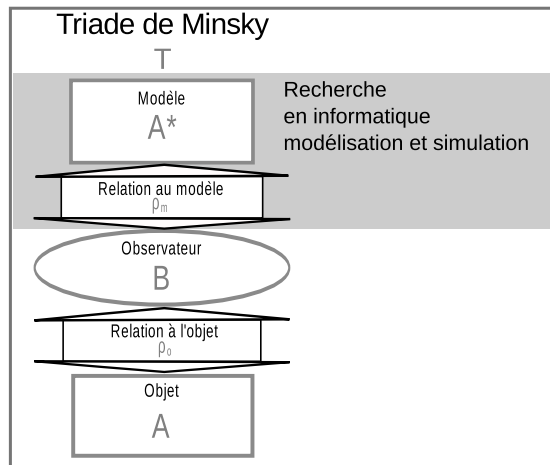 Triade de Minsky
T
Modèle
A*
Recherche
en informatique
modélisation et simulation
Relation au modèle
ρm
Observateur
B
Relation à l'objet
ρo
Objet
A